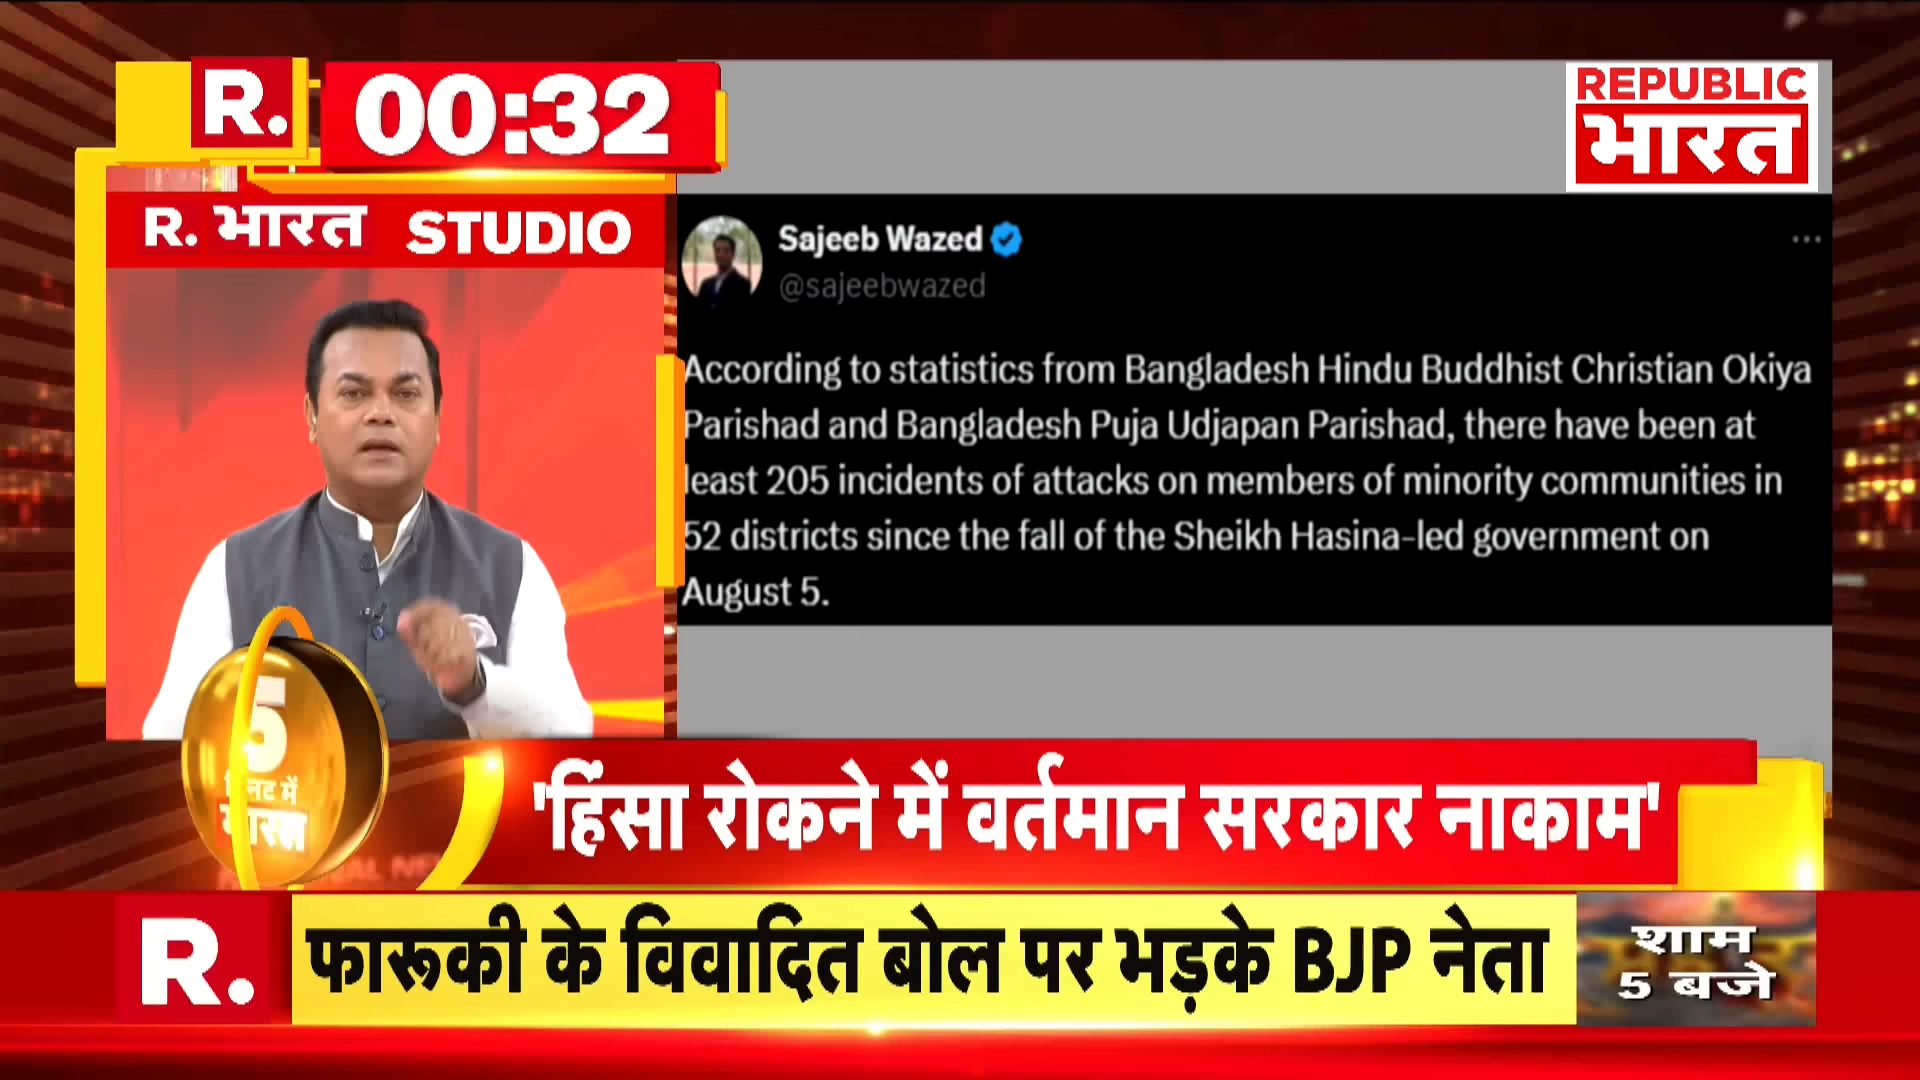 R. 00:32
REPUBLIC
भारत
R. भारत STUDIO
Sajeeb Wazed
@sajeebwazed
According to statistics from Bangladesh Hindu Buddhist Christian Okiya
Parishad and Bangladesh Puja Udjapan Parishad, there have been at
least 205 incidents of attacks on members of minority communities in
52 districts since the fall of the Sheikh Hasina-led government on
August 5.
5
में
भारत
'हिंसा रोकने में वर्तमान सरकार नाकाम'
R. फारूकी के विवादित बोल पर भड़के BJP नेता
शाम
5 बजे